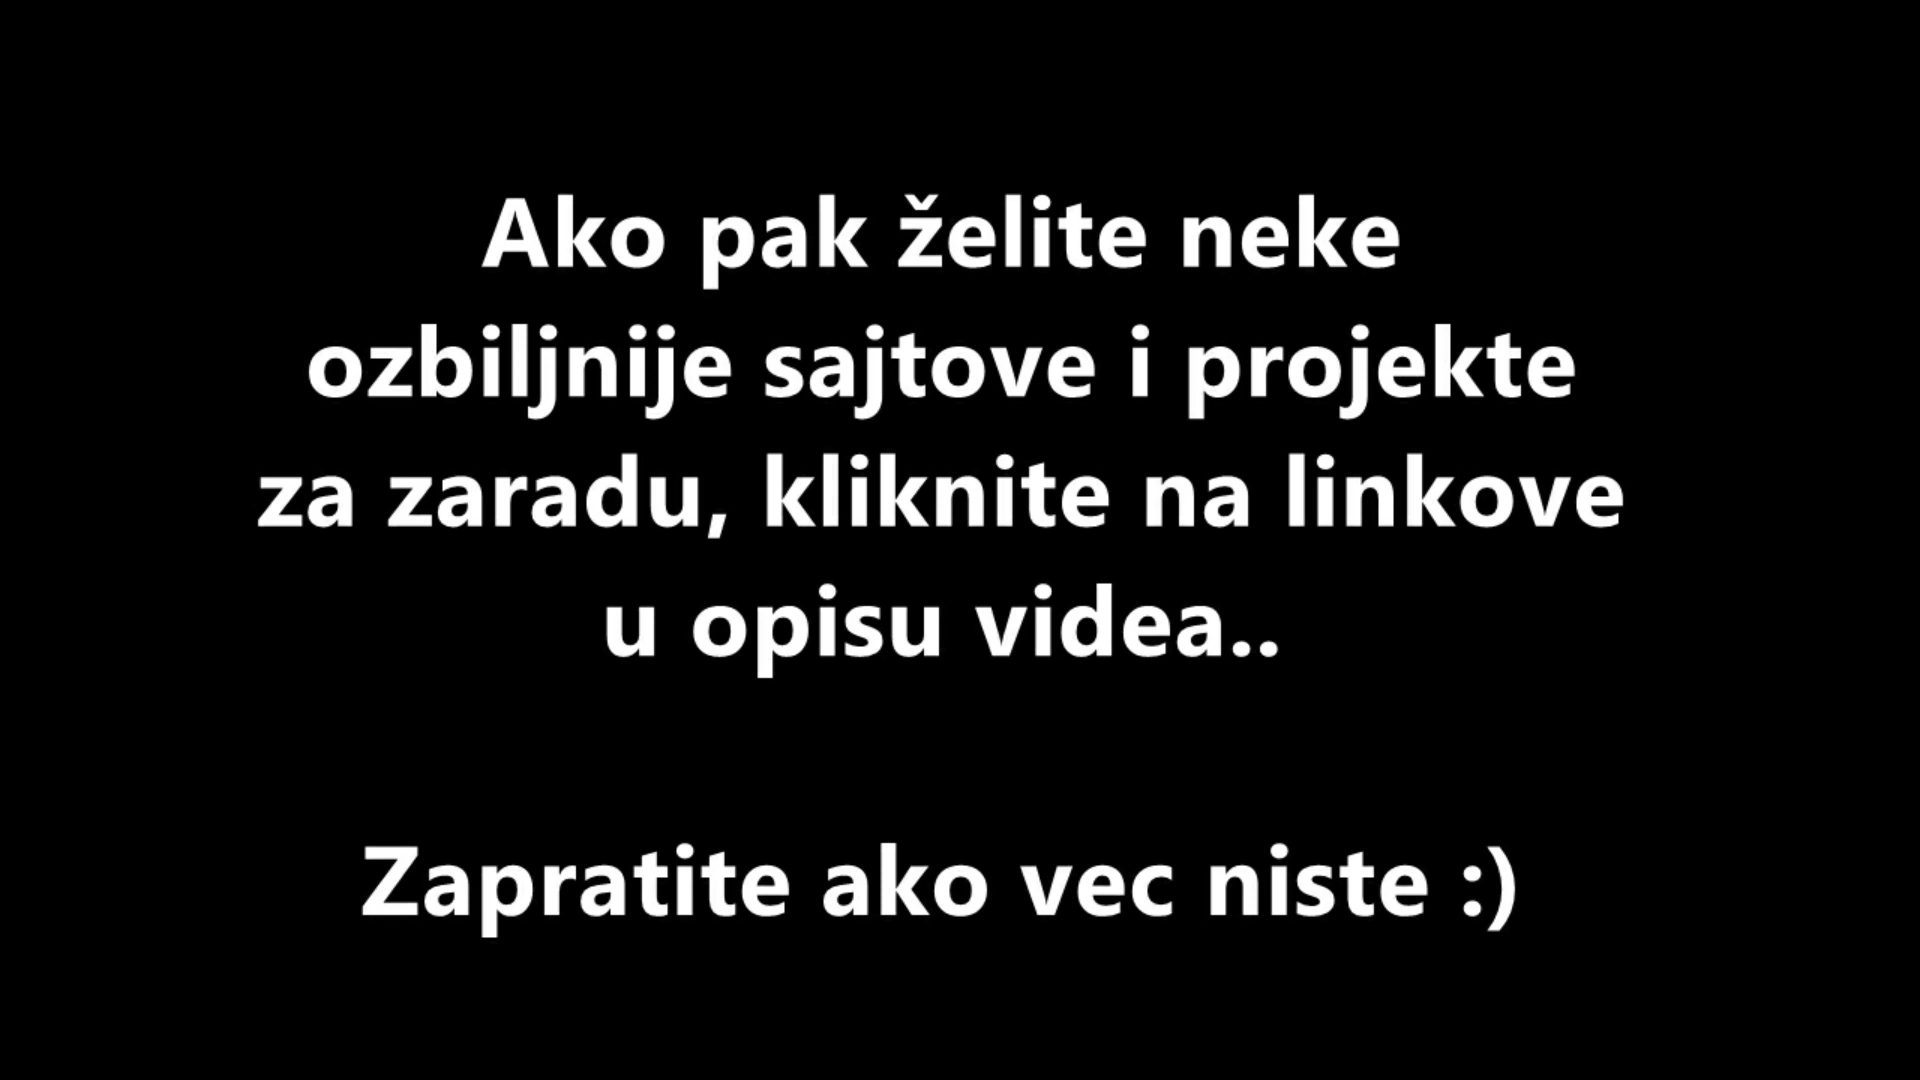 Ako pak želite neke
ozbiljnije sajtove i projekte
za zaradu, kliknite na linkove
u opisu videa..
Zapratite ako vec niste :)